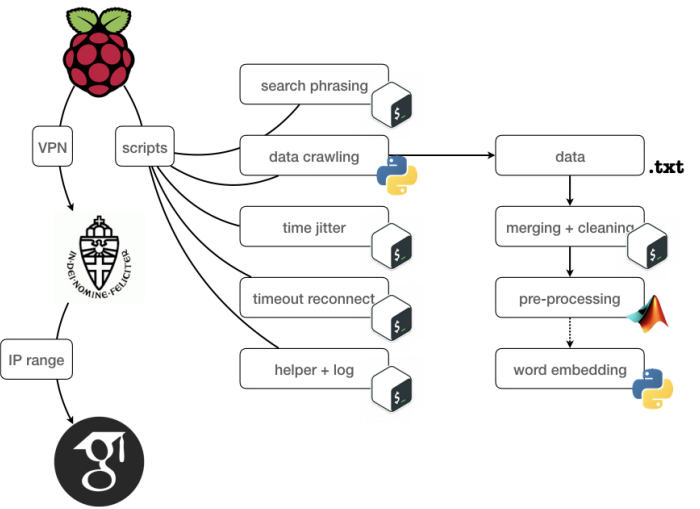 search phrasing
$_
VPN
scripts
data crawling
data
.txt
IN·DEI·NOMINE·FELICITER
time jitter
$_
merging + cleaning
$_
timeout reconnect
$_
pre-processing
IP range
helper + log
$_
word embedding
g